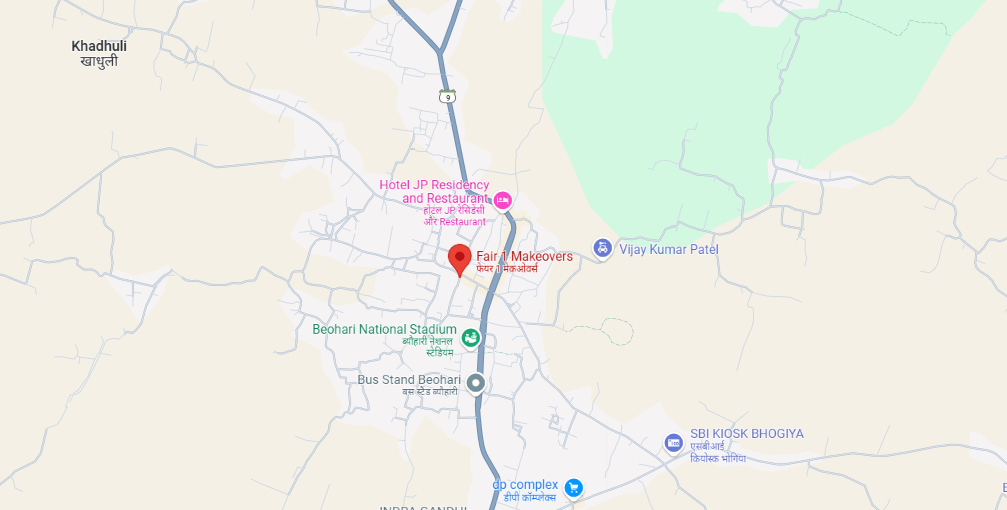 Khadhuli
खाधुली
9
Hotel JP Residency
and Restaurant
होटल JP रेसिडेंसी
और Restaurant
Fair 1 Makeovers
फेयर 1 मेकओवर्स
Vijay Kumar Patel
Beohari National Stadium
ब्यौहारी नेशनल
स्टेडियम
Bus Stand Beohari
बस स्टैंड ब्योहारी
SBI KIOSK BHOGIYA
एसबीआई
कियोस्क भोगिया
dp complex
डीपी कॉम्प्लेक्स
INDRA GANDHI